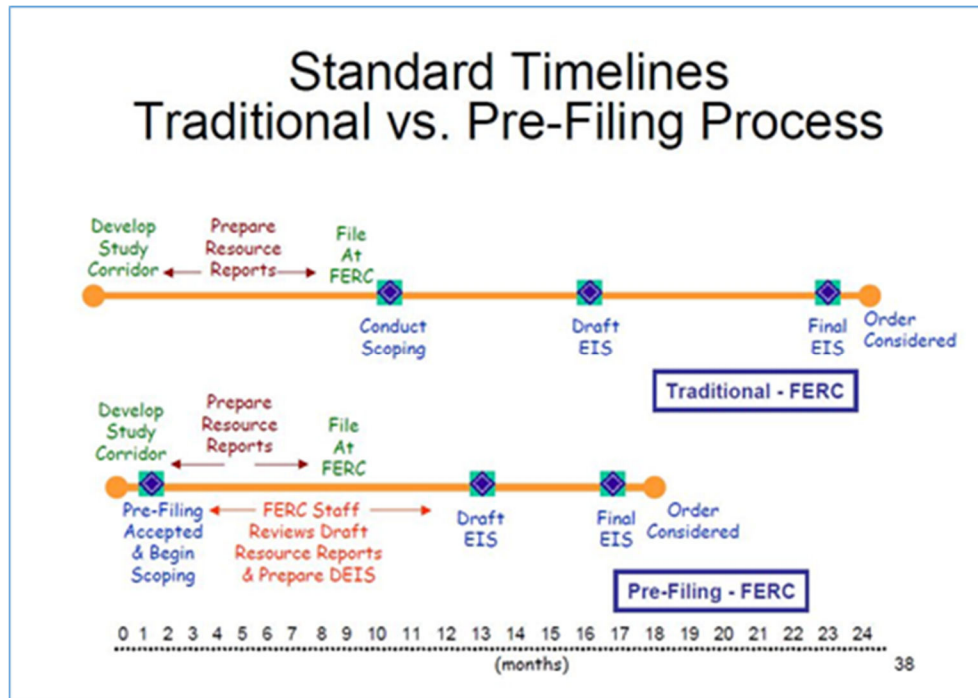 Standard Timelines
Traditional vs. Pre-Filing Process
Develop
Study
Corridor
Prepare
Resource
Reports
File
At
FERC
Conduct
Scoping
Draft
EIS
Final
EIS
Order
Considered
Traditional - FERC
Develop
Study
Corridor
Prepare
Resource
Reports
File
At
FERC
Pre-Filing
Accepted
& Begin
Scoping
FERC Staff
Reviews Draft
Resource Reports
& Prepare DEIS
Draft
EIS
Final
EIS
Order
Considered
Pre-Filing - FERC
0 1 2 3 4 5 6 7 8 9 10 11 12 13 14 15 16 17 18 19 20 21 22 23 24
(months)
38